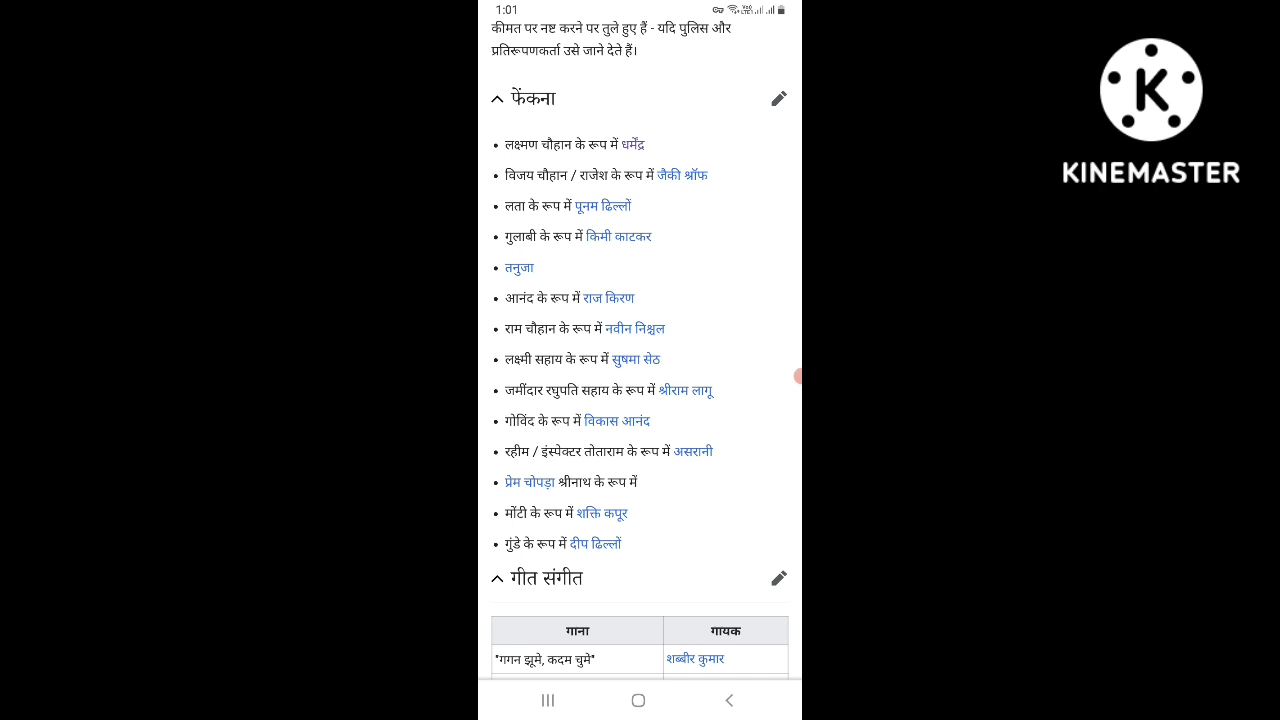 1:01
कीमत पर नष्ट करने पर तुले हुए हैं - यदि पुलिस और
प्रतिरूपणकर्ता उसे जाने देते हैं।
फेंकना
लक्ष्मण चौहान के रूप में धर्मेंद्र
विजय चौहान / राजेश के रूप में जैकी श्रॉफ
लता के रूप में पूनम ढिल्लों
गुलाबी के रूप में किमी काटकर
तनुजा
आनंद के रूप में राज किरण
राम चौहान के रूप में नवीन निश्चल
लक्ष्मी सहाय के रूप में सुषमा सेठ
जमींदार रघुपति सहाय के रूप में श्रीराम लागू
गोविंद के रूप में विकास आनंद
रहीम / इंस्पेक्टर तोताराम के रूप में असरानी
प्रेम चोपड़ा श्रीनाथ के रूप में
मोंटी के रूप में शक्ति कपूर
गुंडे के रूप में दीप ढिल्लों
गीत संगीत
गाना गायक
"गगन झूमे, कदम चुमे" शब्बीर कुमार
K
KINEMASTER